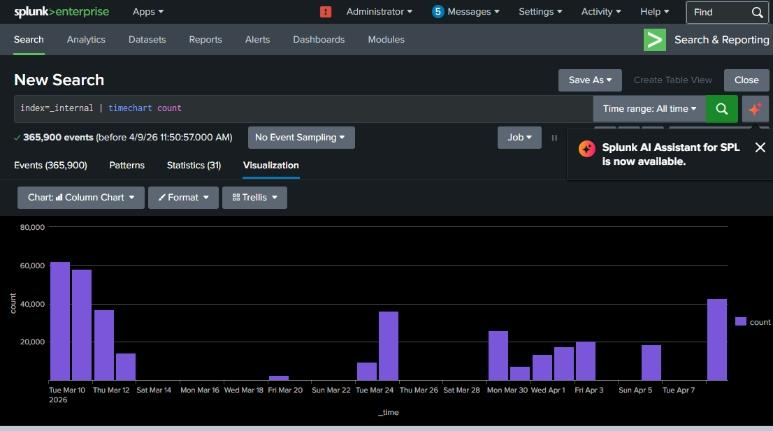 splunk>enterprise Apps ▾ ! Administrator ▾ 5 Messages ▾ Settings ▾ Activity ▾ Help ▾ Find
Search Analytics Datasets Reports Alerts Dashboards Modules > Search & Reporting
New Search Save As ▾ Create Table View Close
index=_internal | timechart count Time range: All time ▾
✓ 365,900 events (before 4/9/26 11:50:57.000 AM) No Event Sampling ▾ Job ▾
Splunk AI Assistant for SPL
is now available.
Events (365,900) Patterns Statistics (31) Visualization
Chart: Column Chart ▾ Format ▾ Trellis ▾
80,000
60,000
40,000
20,000
count
count
Tue Mar 10 Thu Mar 12 Sat Mar 14 Mon Mar 16 Wed Mar 18 Fri Mar 20 Sun Mar 22 Tue Mar 24 Thu Mar 26 Sat Mar 28 Mon Mar 30 Wed Apr 1 Fri Apr 3 Sun Apr 5 Tue Apr 7
2026
_time